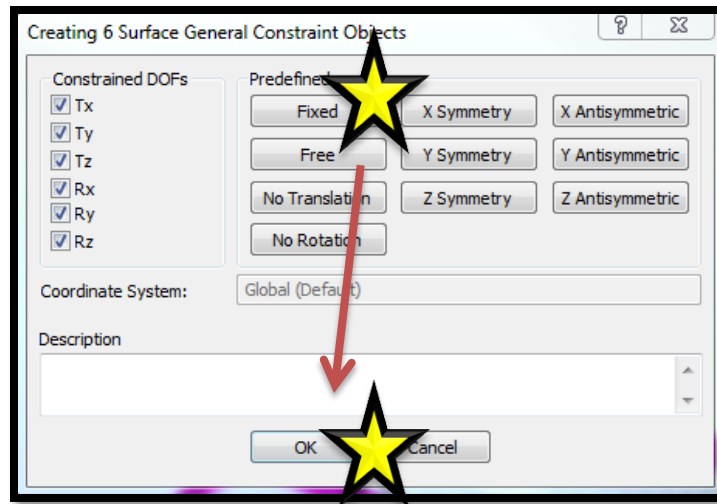 Creating 6 Surface General Constraint Objects
Constrained DOFs
Tx
Ty
Tz
Rx
Ry
Rz
Predefined
Fixed X Symmetry X Antisymmetric
Free Y Symmetry Y Antisymmetric
No Translation Z Symmetry Z Antisymmetric
No Rotation
Coordinate System: Global (Default)
Description
OK Cancel